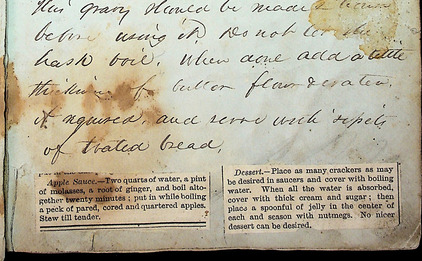 This gravy should be made 2 hours
before using it. Do not let the
hash boil. When done add a little
thickning of butter flour & water
if required, and serve with sipets
of toasted bread,
Apple Sauce.—Two quarts of water, a pint
of molasses, a root of ginger, and boil alto-
gether twenty minutes; put in while boiling
a peck of pared, cored and quartered apples.
Stew till tender.
Dessert.—Place as many crackers as may
be desired in saucers and cover with boiling
water. When all the water is absorbed,
cover with thick cream and sugar; then
place a spoonful of jelly in the center of
each and season with nutmegs. No nicer
dessert can be desired.